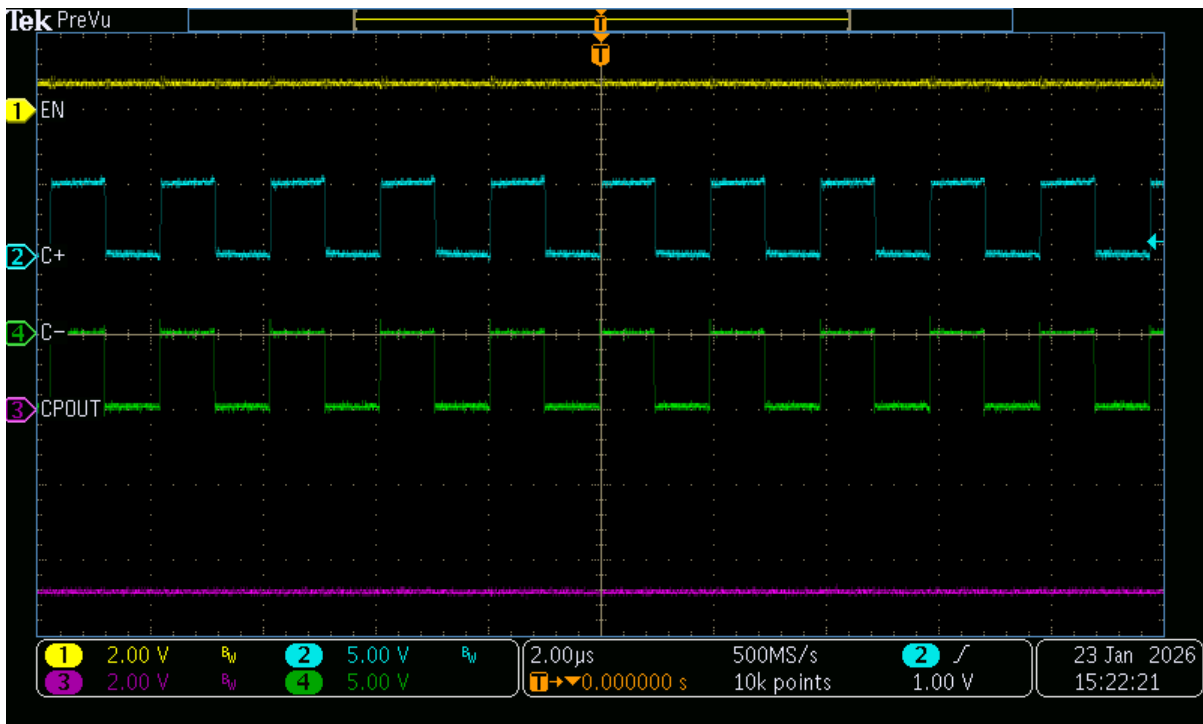 Tek PreVu
T
T
1 EN
2 C+
4 C-
3 CPOUT
1 2.00 V BW 2 5.00 V BW 2.00µs 500MS/s 2 ∫ 23 Jan 2026
3 2.00 V BW 4 5.00 V T→▼0.000000 s 10k points 1.00 V 15:22:21